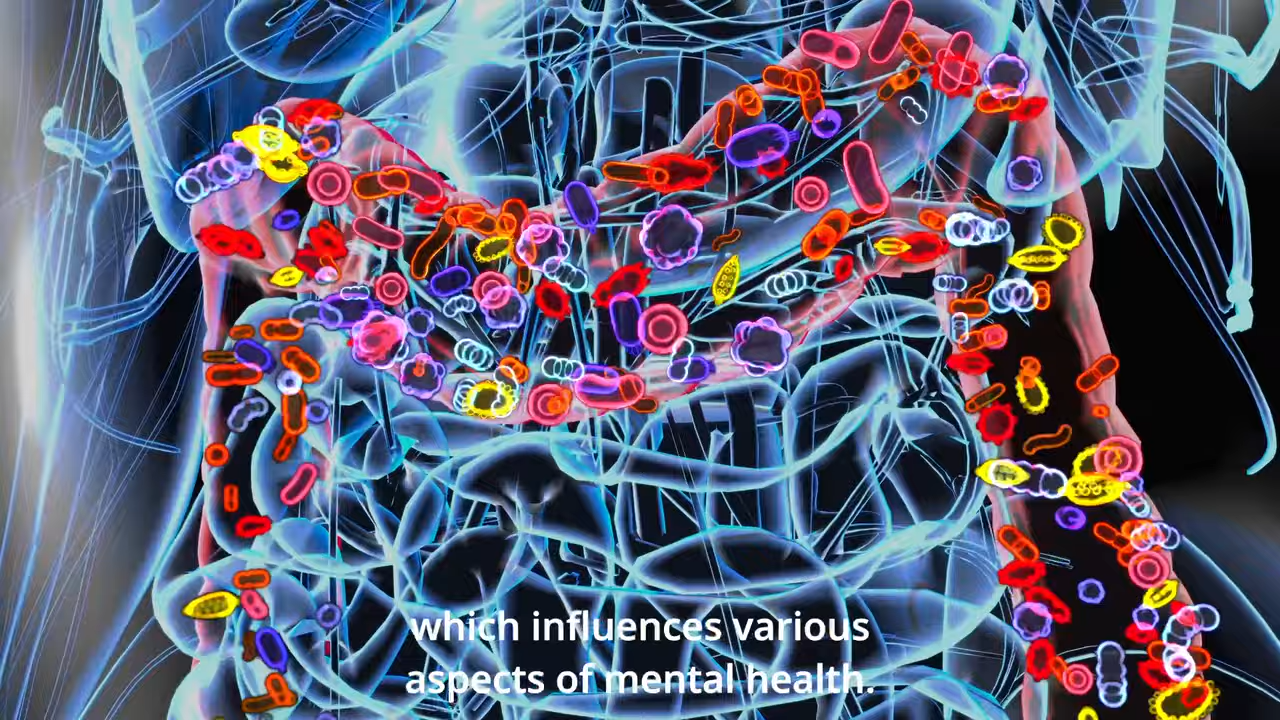 which influences various
aspects of mental health.